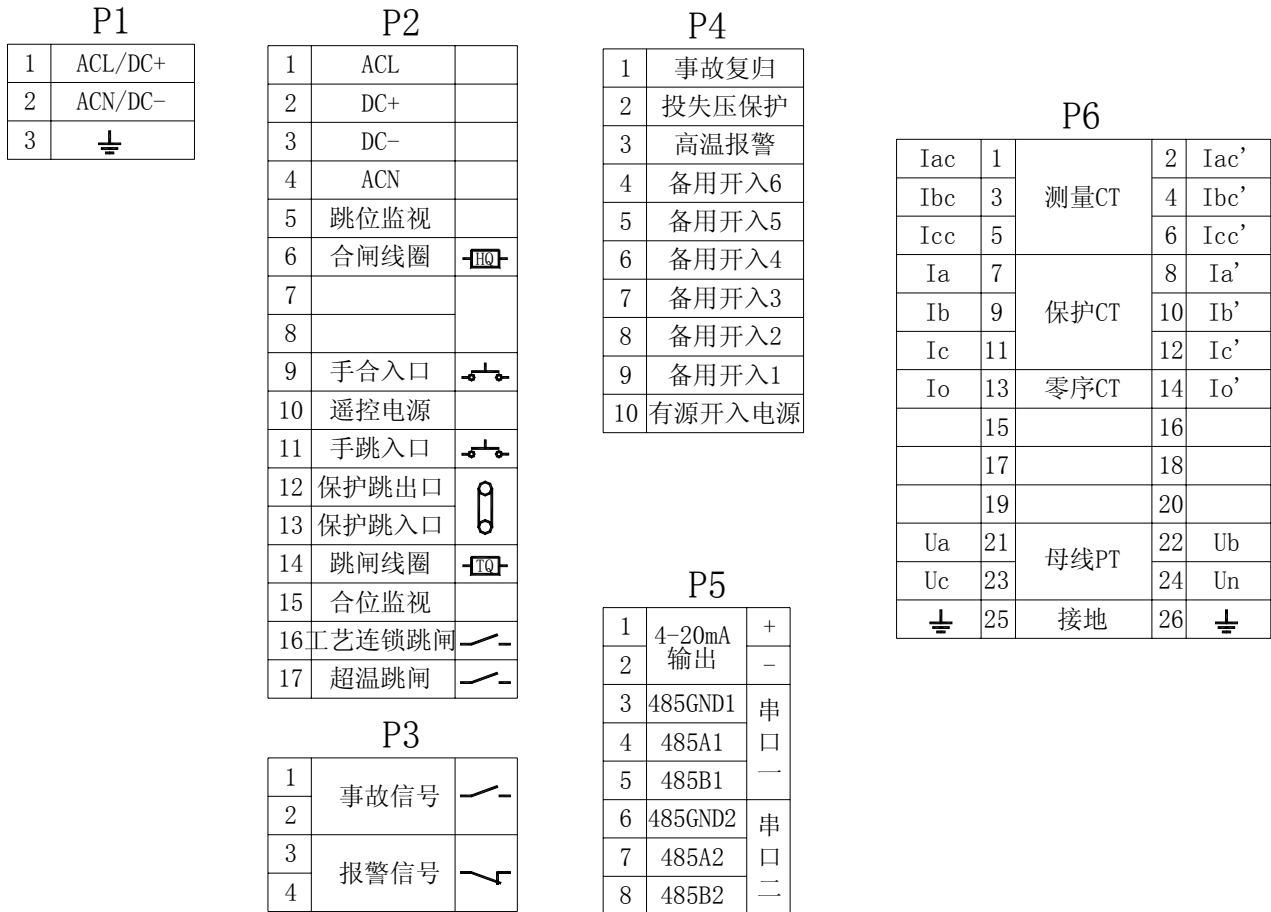 P1
1 ACL/DC+
2 ACN/DC-
3
P2
1 ACL
2 DC+
3 DC-
4 ACN
5 跳位监视
6 合闸线圈 HQ
7
8
9 手合入口
10 遥控电源
11 手跳入口
12 保护跳出口
13 保护跳入口
14 跳闸线圈 TQ
15 合位监视
16 工艺连锁跳闸
17 超温跳闸
P3
1
事故信号
2
3
报警信号
4
P4
1 事故复归
2 投失压保护
3 高温报警
4 备用开入6
5 备用开入5
6 备用开入4
7 备用开入3
8 备用开入2
9 备用开入1
10 有源开入电源
P5
1 4-20mA +
2 输出 -
3 485GND1 串
4 485A1 口
5 485B1 一
6 485GND2 串
7 485A2 口
8 485B2 二
P6
Iac 1 2 Iac'
Ibc 3 测量CT 4 Ibc'
Icc 5 6 Icc'
Ia 7 8 Ia'
Ib 9 保护CT 10 Ib'
Ic 11 12 Ic'
Io 13 零序CT 14 Io'
15 16
17 18
19 20
Ua 21 22 Ub
母线PT
Uc 23 24 Un
25 接地 26